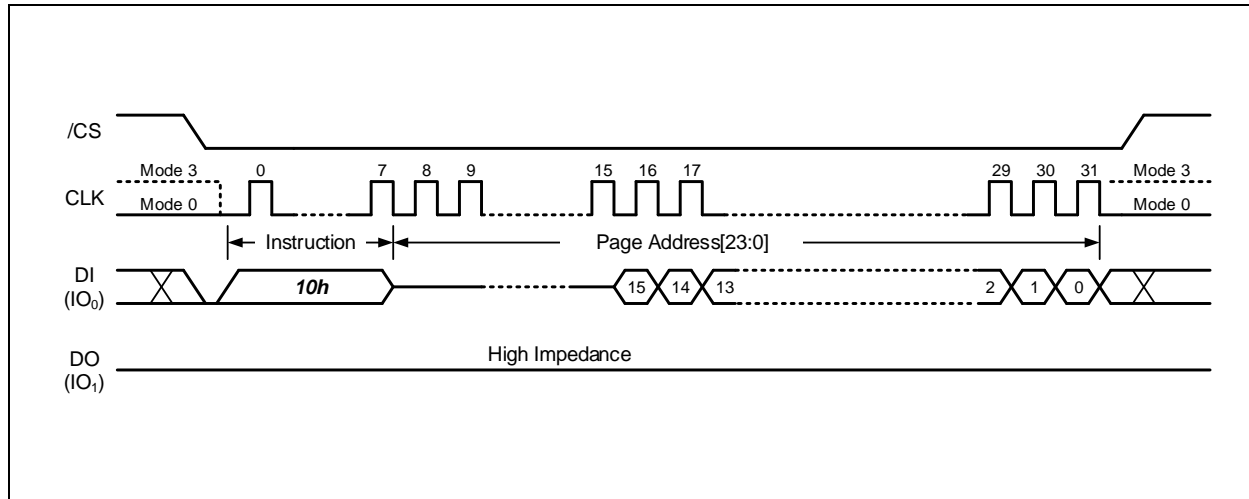 /CS
Mode 3 0 7 8 9 15 16 17 29 30 31 Mode 3
CLK
Mode 0 Mode 0
Instruction Page Address[23:0]
DI
(IO₀) 10h 15 14 13 2 1 0
High Impedance
DO
(IO₁)